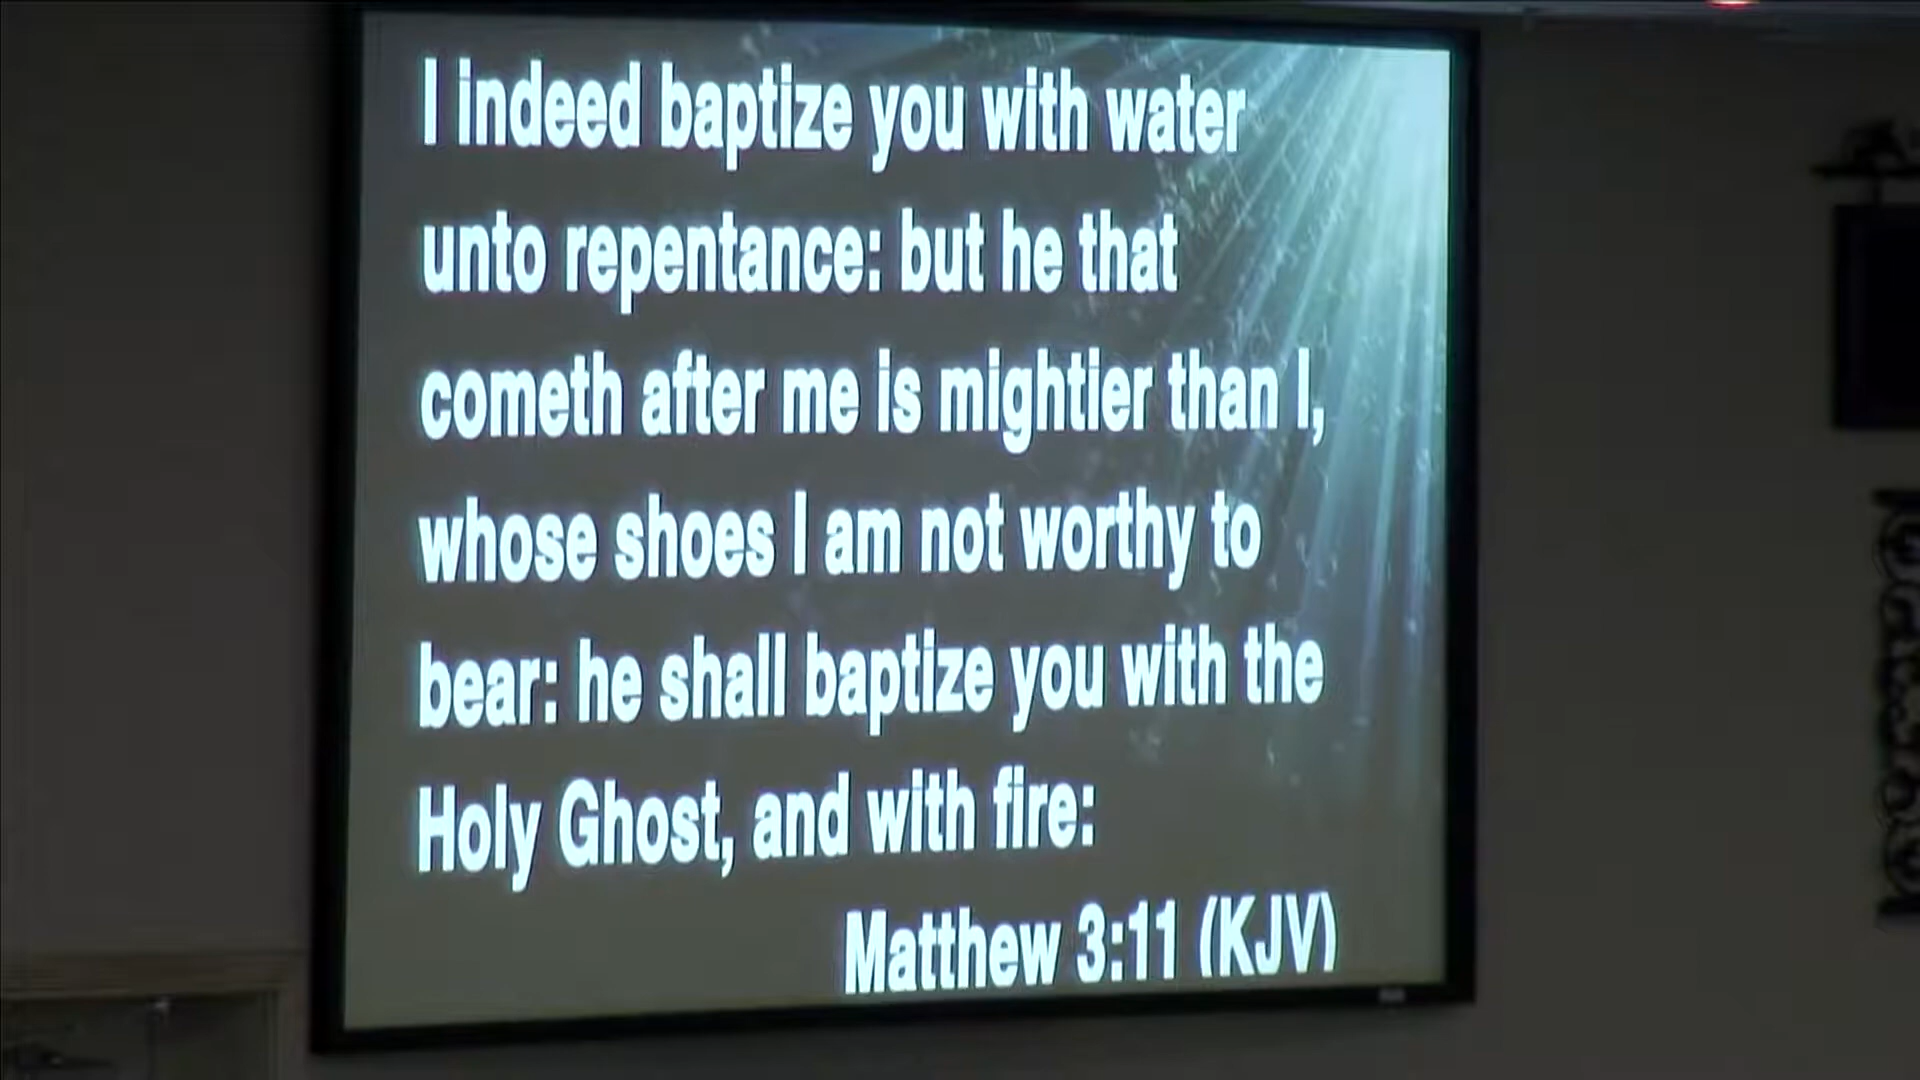 I indeed baptize you with water
unto repentance: but he that
cometh after me is mightier than I,
whose shoes I am not worthy to
bear: he shall baptize you with the
Holy Ghost, and with fire:
Matthew 3:11 (KJV)